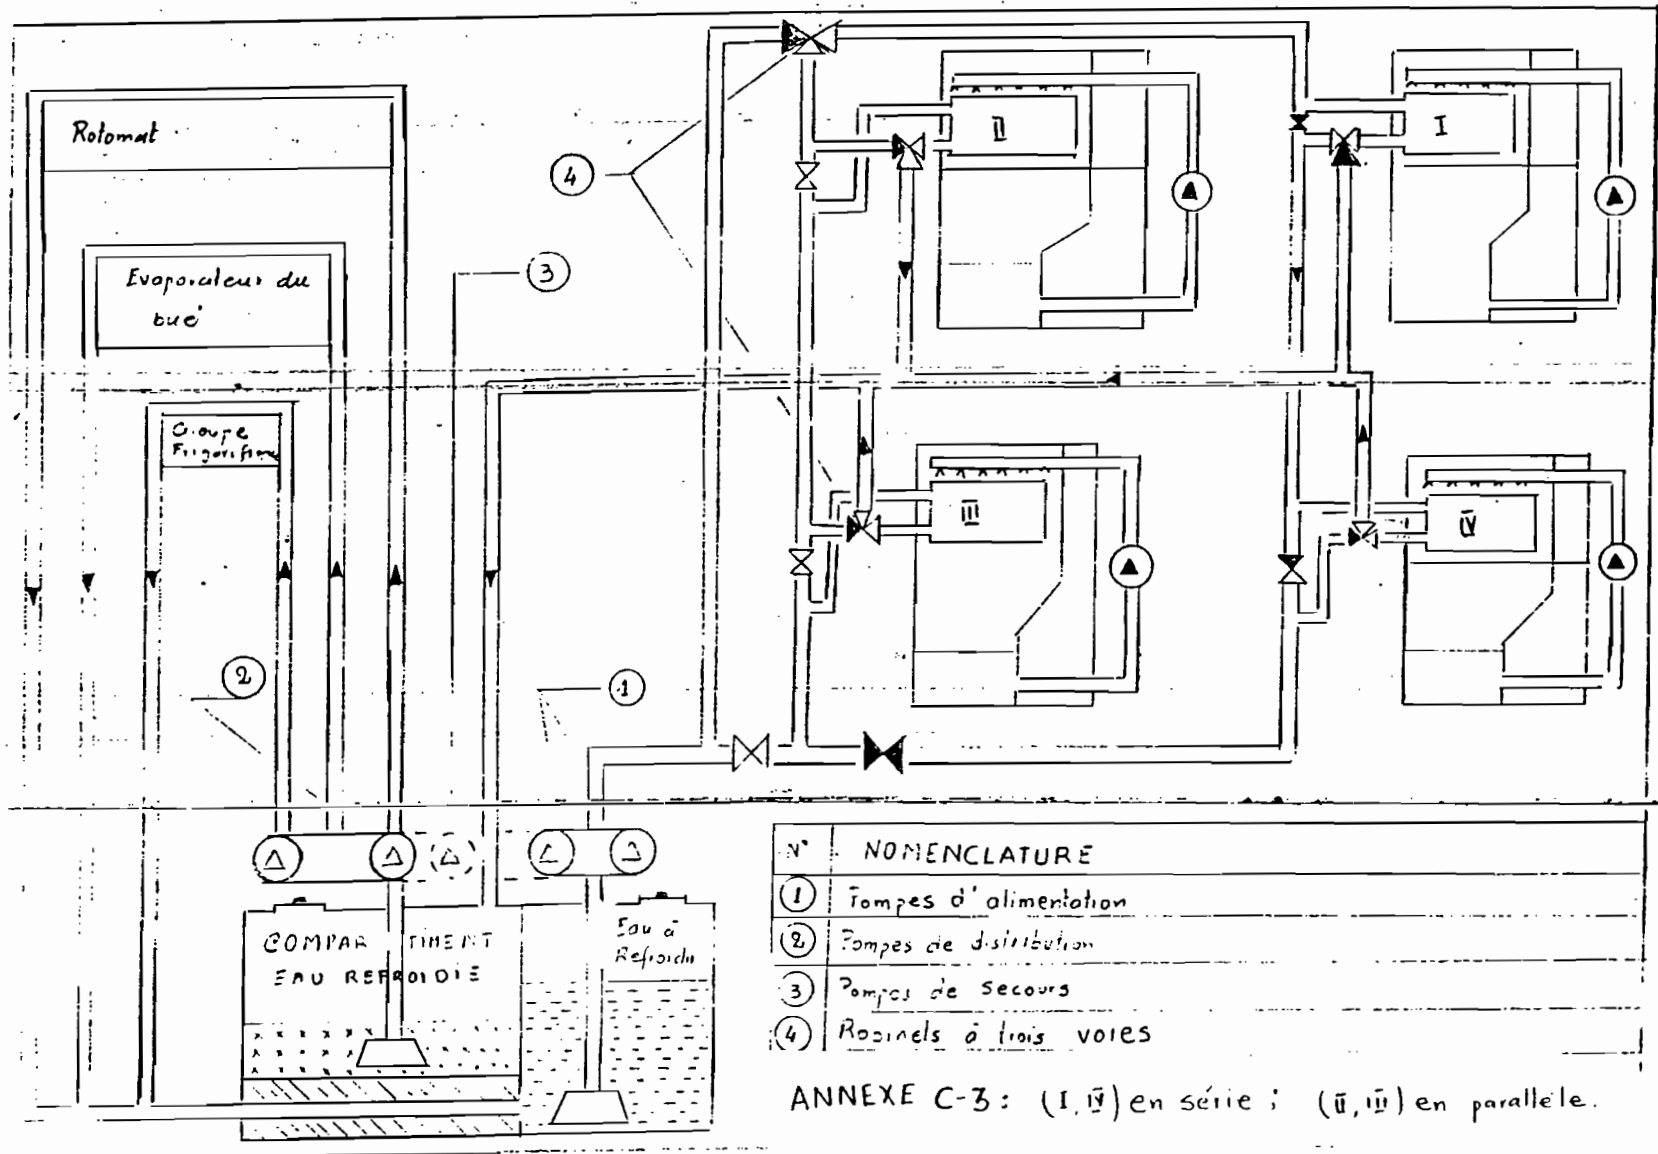 Rotomat
Evaporateur du
bué
Groupe
Frigorifique
4
3
2
1
II
I
III
IV
COMPARTIMENT
EAU REFROIDIE
Eau à
Refroidir
N° NOMENCLATURE
1 Pompes d'alimentation
2 Pompes de distribution
3 Pompes de secours
4 Robinets à trois voies
ANNEXE C-3: (I, IV) en série ; (II, III) en parallèle.